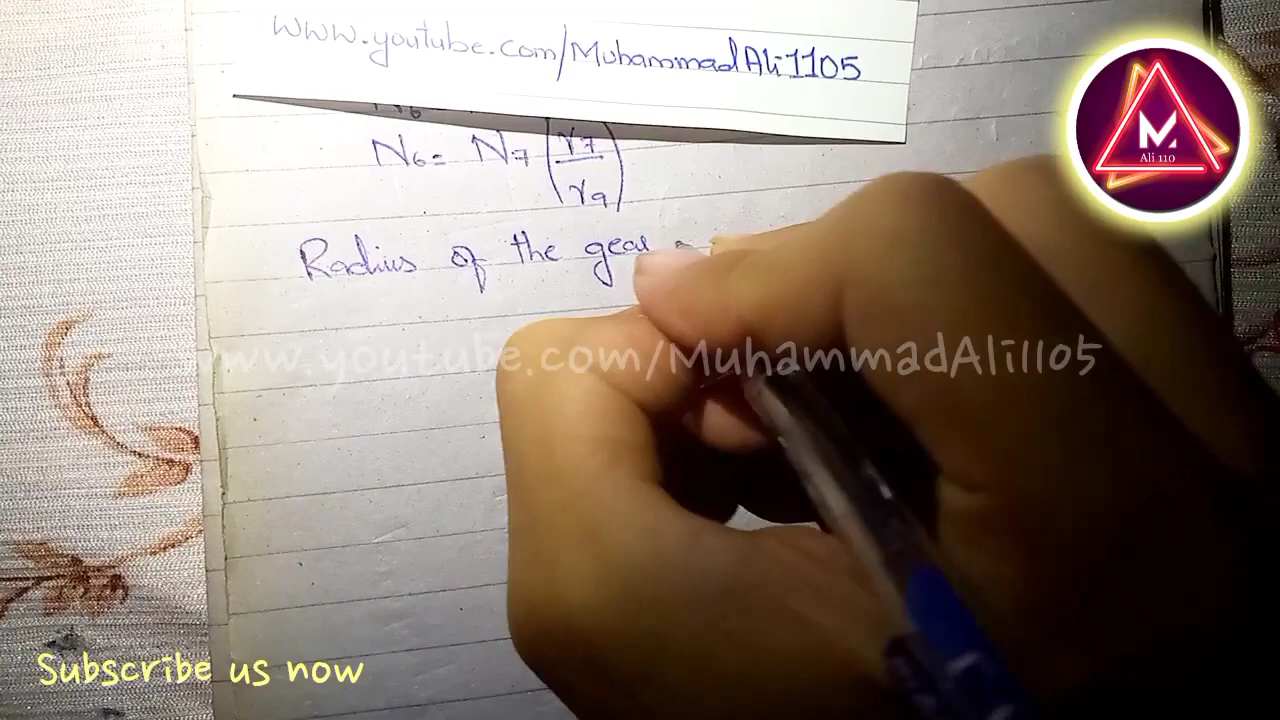 www.youtube.com/MuhammadAli1105
M
Ali 110
N6= N7 (r7/r9)
Radius of the gear
www.youtube.com/MuhammadAli1105
Subscribe us now